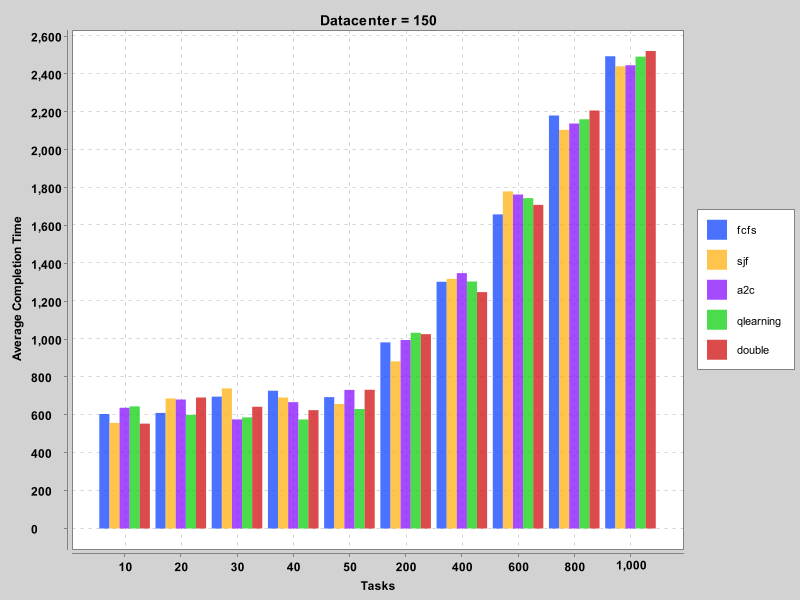 Datacenter = 150
2,600
2,400
2,200
2,000
1,800
1,600
1,400
1,200
1,000
800
600
400
200
0
Average Completion Time
10 20 30 40 50 200 400 600 800 1,000
Tasks
fcfs
sjf
a2c
qlearning
double